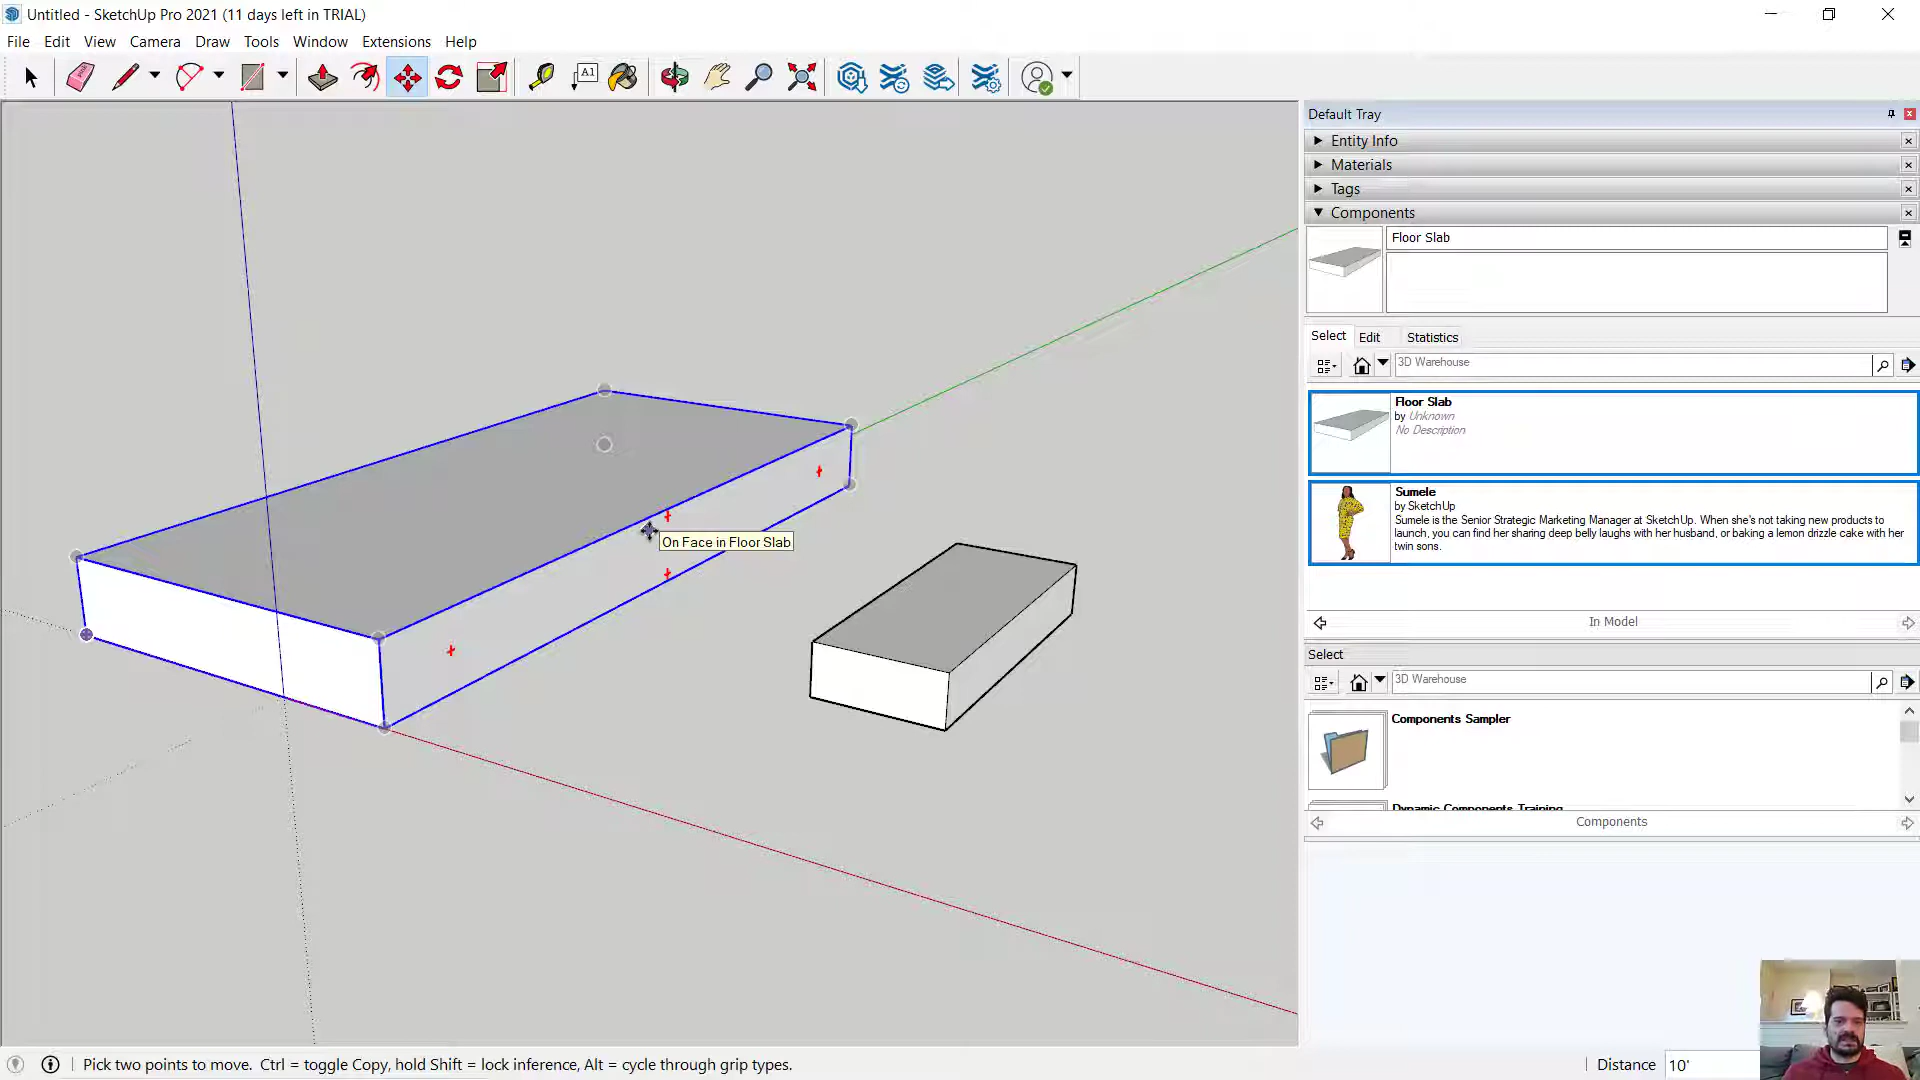 Untitled - SketchUp Pro 2021 (11 days left in TRIAL)
File Edit View Camera Draw Tools Window Extensions Help
A1
Default Tray
Entity Info
Materials
Tags
Components
Floor Slab
Select Edit Statistics
3D Warehouse
Floor Slab
by Unknown
No Description
Sumele
by SketchUp
Sumele is the Senior Strategic Marketing Manager at SketchUp. When she's not taking new products to
launch, you can find her sharing deep belly laughs with her husband, or baking a lemon drizzle cake with her
twin sons.
In Model
Select
3D Warehouse
Components Sampler
Dynamic Components Training
Components
On Face in Floor Slab
Pick two points to move. Ctrl = toggle Copy, hold Shift = lock inference, Alt = cycle through grip types.
Distance 10'